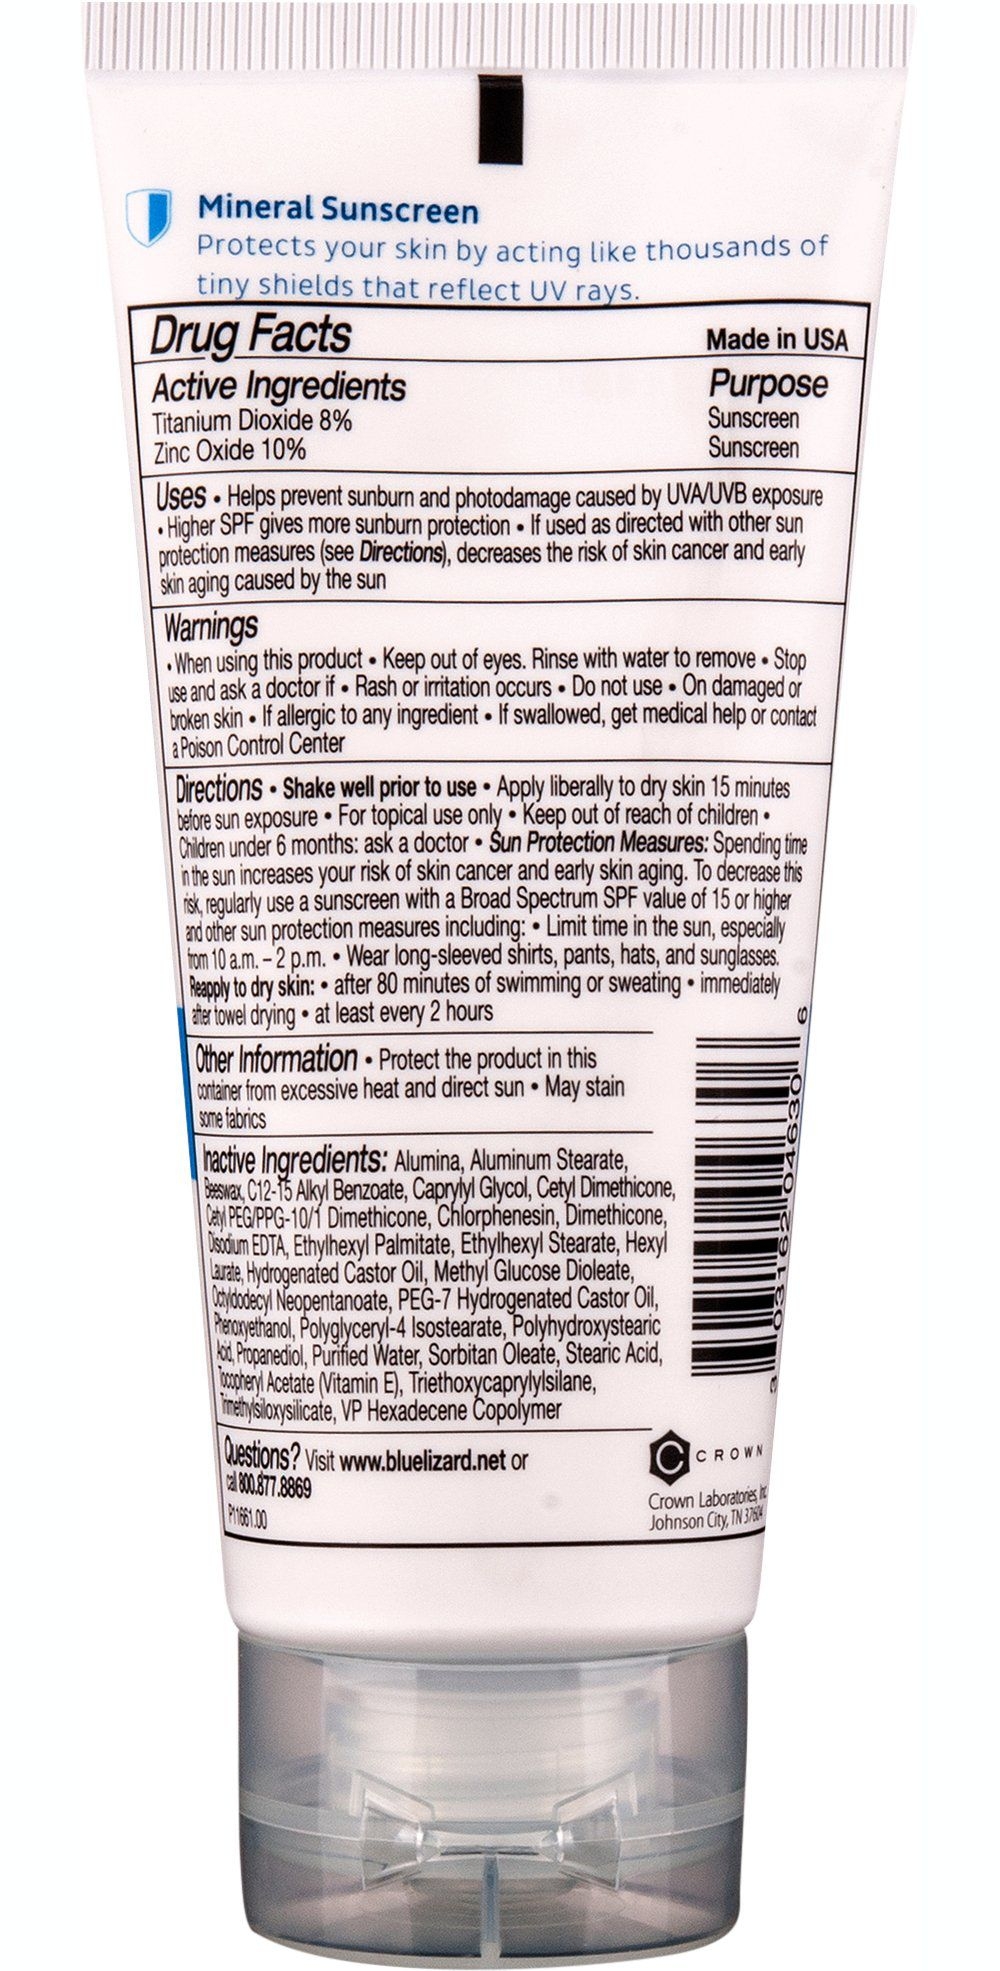 Mineral Sunscreen
Protects your skin by acting like thousands of
tiny shields that reflect UV rays.
Drug Facts Made in USA
Active Ingredients Purpose
Titanium Dioxide 8% Sunscreen
Zinc Oxide 10% Sunscreen
Uses • Helps prevent sunburn and photodamage caused by UVA/UVB exposure
• Higher SPF gives more sunburn protection • If used as directed with other sun
protection measures (see Directions), decreases the risk of skin cancer and early
skin aging caused by the sun
Warnings
• When using this product • Keep out of eyes. Rinse with water to remove • Stop
use and ask a doctor if • Rash or irritation occurs • Do not use • On damaged or
broken skin • If allergic to any ingredient • If swallowed, get medical help or contact
a Poison Control Center
Directions • Shake well prior to use • Apply liberally to dry skin 15 minutes
before sun exposure • For topical use only • Keep out of reach of children •
Children under 6 months: ask a doctor • Sun Protection Measures: Spending time
in the sun increases your risk of skin cancer and early skin aging. To decrease this
risk, regularly use a sunscreen with a Broad Spectrum SPF value of 15 or higher
and other sun protection measures including: • Limit time in the sun, especially
from 10 a.m. – 2 p.m. • Wear long-sleeved shirts, pants, hats, and sunglasses.
Reapply to dry skin: • after 80 minutes of swimming or sweating • immediately
after towel drying • at least every 2 hours
Other Information • Protect the product in this
container from excessive heat and direct sun • May stain
some fabrics
Inactive Ingredients: Alumina, Aluminum Stearate,
Beeswax, C12-15 Alkyl Benzoate, Caprylyl Glycol, Cetyl Dimethicone,
Cetyl PEG/PPG-10/1 Dimethicone, Chlorphenesin, Dimethicone,
Disodium EDTA, Ethylhexyl Palmitate, Ethylhexyl Stearate, Hexyl
Laurate, Hydrogenated Castor Oil, Methyl Glucose Dioleate,
Octyldodecyl Neopentanoate, PEG-7 Hydrogenated Castor Oil,
Phenoxyethanol, Polyglyceryl-4 Isostearate, Polyhydroxystearic
Acid, Propanediol, Purified Water, Sorbitan Oleate, Stearic Acid,
Tocopheryl Acetate (Vitamin E), Triethoxycaprylylsilane,
Trimethylsiloxysilicate, VP Hexadecene Copolymer
3 03162 04630 6
Questions? Visit www.bluelizard.net or
call 800.877.8869
P11661.00
C CROWN
Crown Laboratories, Inc.
Johnson City, TN 37604